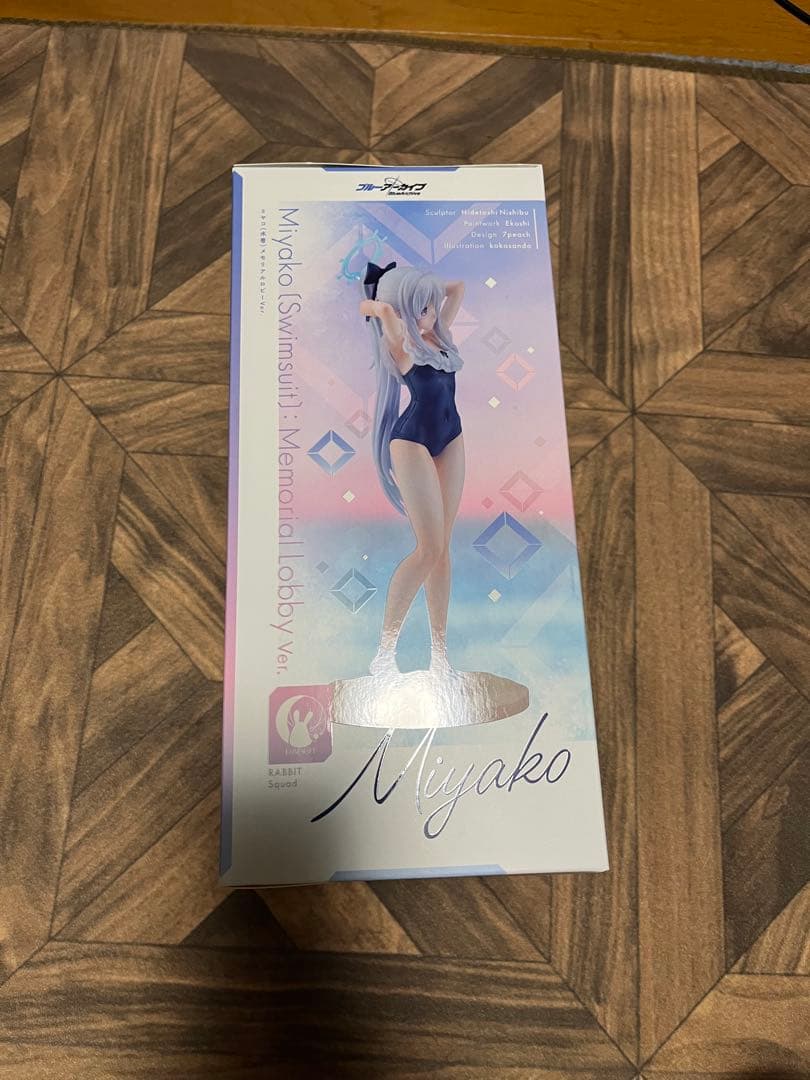 ブルーアーカイブ
Blue Archive
Sculptor Hidetoshi Nishibu
Paintwork Ekoshi
Design 7peach
Illustration kokosando
Miyako (Swimsuit) : Memorial Lobby Ver.
ミヤコ(水着)メモリアルロビーVer.
RABBIT
RABBIT
Squad
Miyako